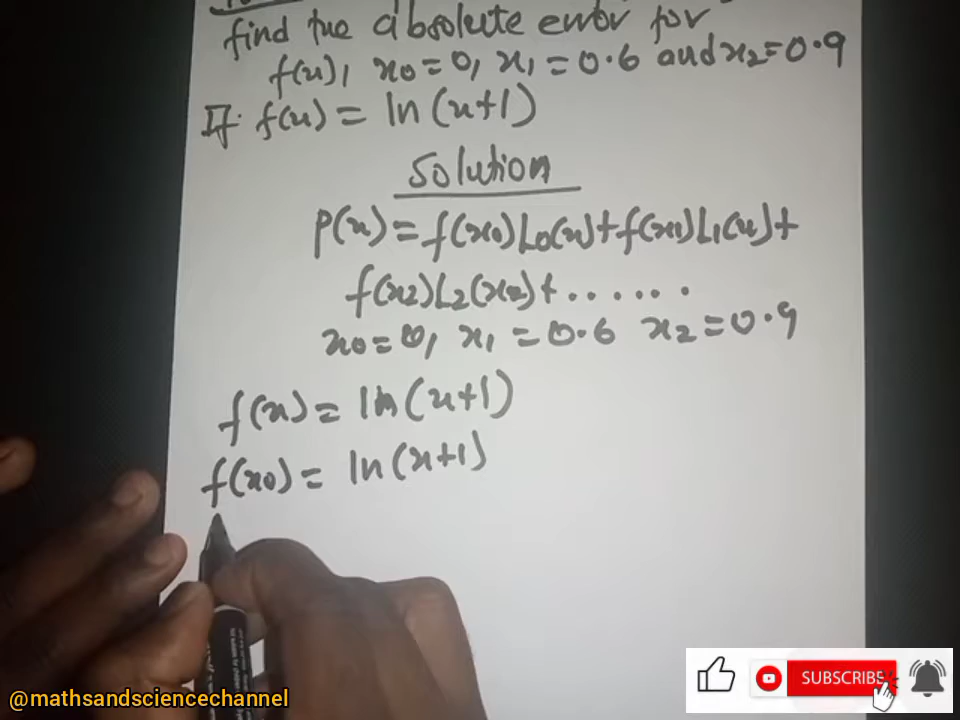 find the absolute error for
f(x), x0=0, x1=0.6 and x2=0.9
If f(x) = ln(x+1)
Solution
P(x)=f(x0)L0(x)+f(x1)L1(x)+
f(x2)L2(x2)+......
x0=0, x1=0.6 x2=0.9
f(x)= ln(x+1)
f(x0)= ln(x+1)
SUBSCRIBE
@mathsandsciencechannel